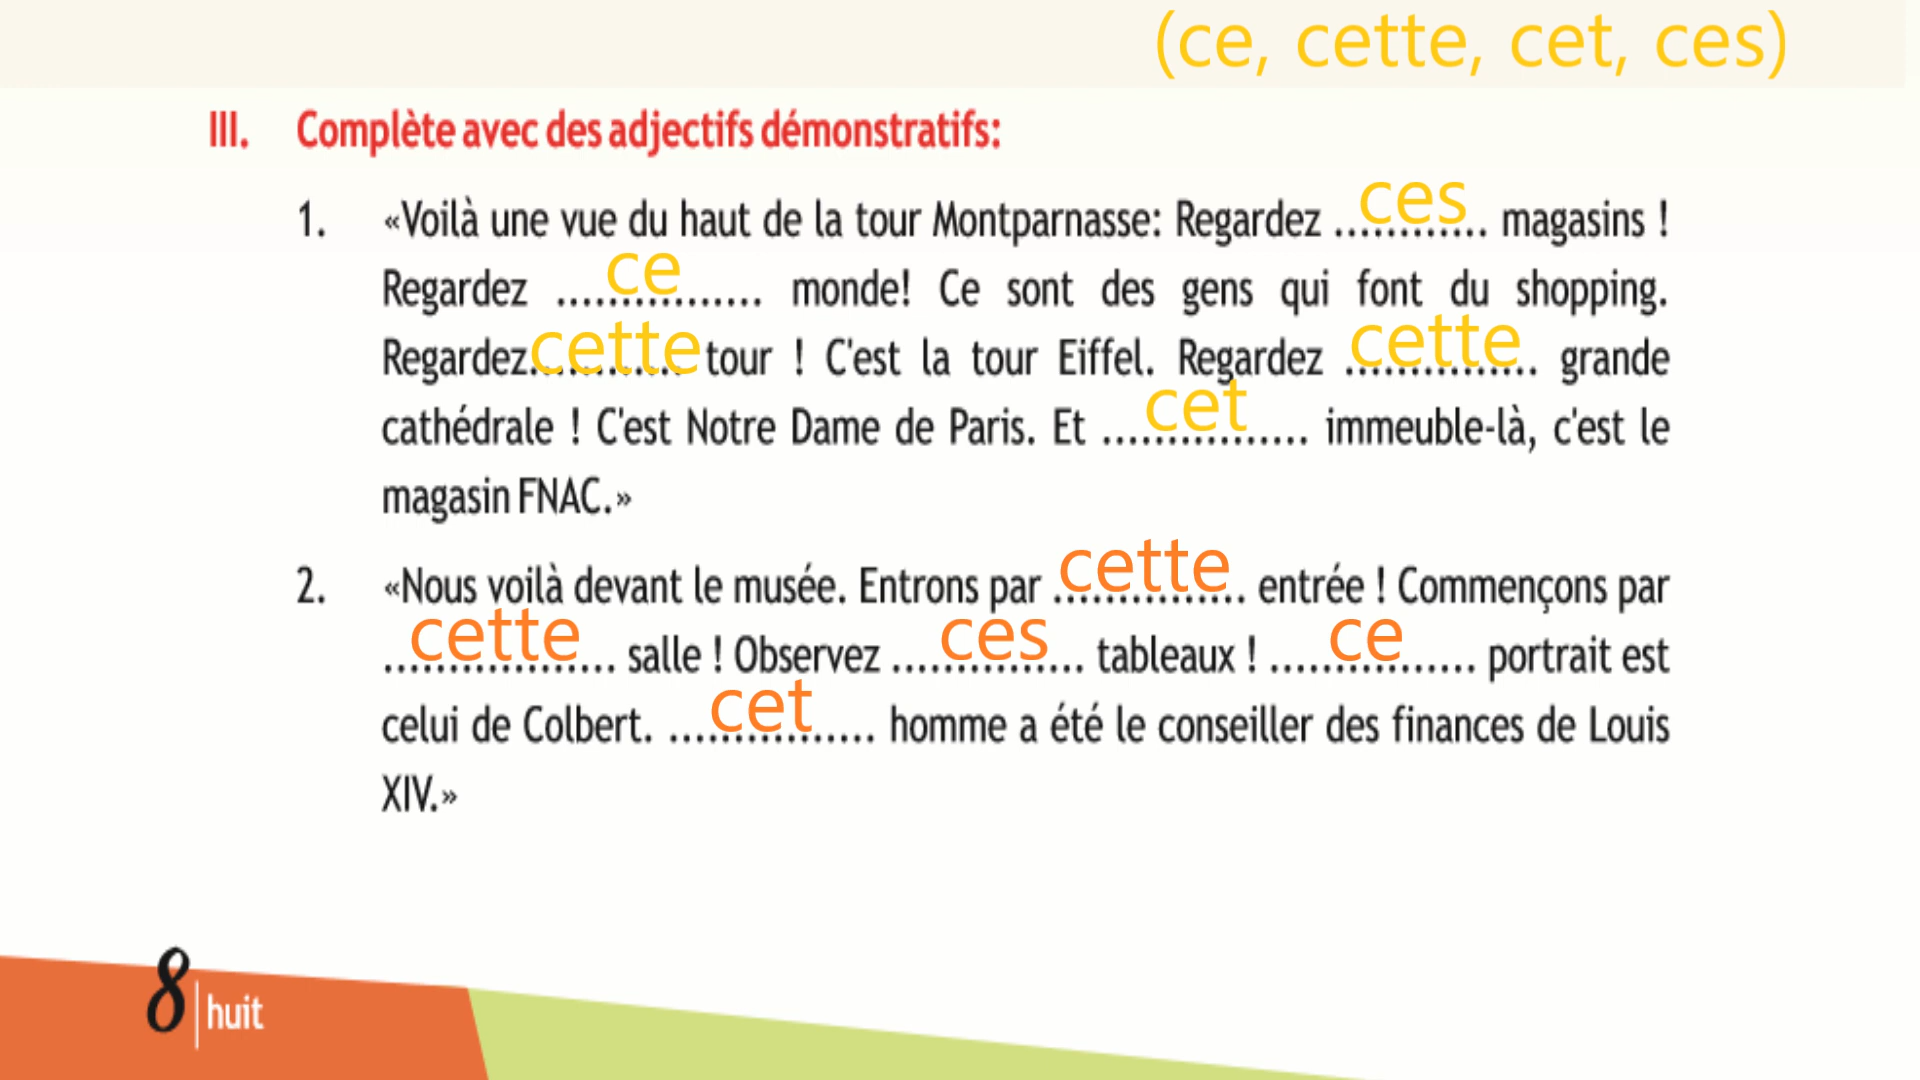 (ce, cette, cet, ces)
III. Complète avec des adjectifs démonstratifs:
1. «Voilà une vue du haut de la tour Montparnasse: Regardez ...ces... magasins !
Regardez ...ce... monde! Ce sont des gens qui font du shopping.
Regardez...cette... tour ! C'est la tour Eiffel. Regardez ...cette... grande
cathédrale ! C'est Notre Dame de Paris. Et ...cet... immeuble-là, c'est le
magasin FNAC.»
2. «Nous voilà devant le musée. Entrons par ...cette... entrée ! Commençons par
...cette... salle ! Observez ...ces... tableaux ! ...ce... portrait est
celui de Colbert. ...cet... homme a été le conseiller des finances de Louis
XIV.»
8 | huit